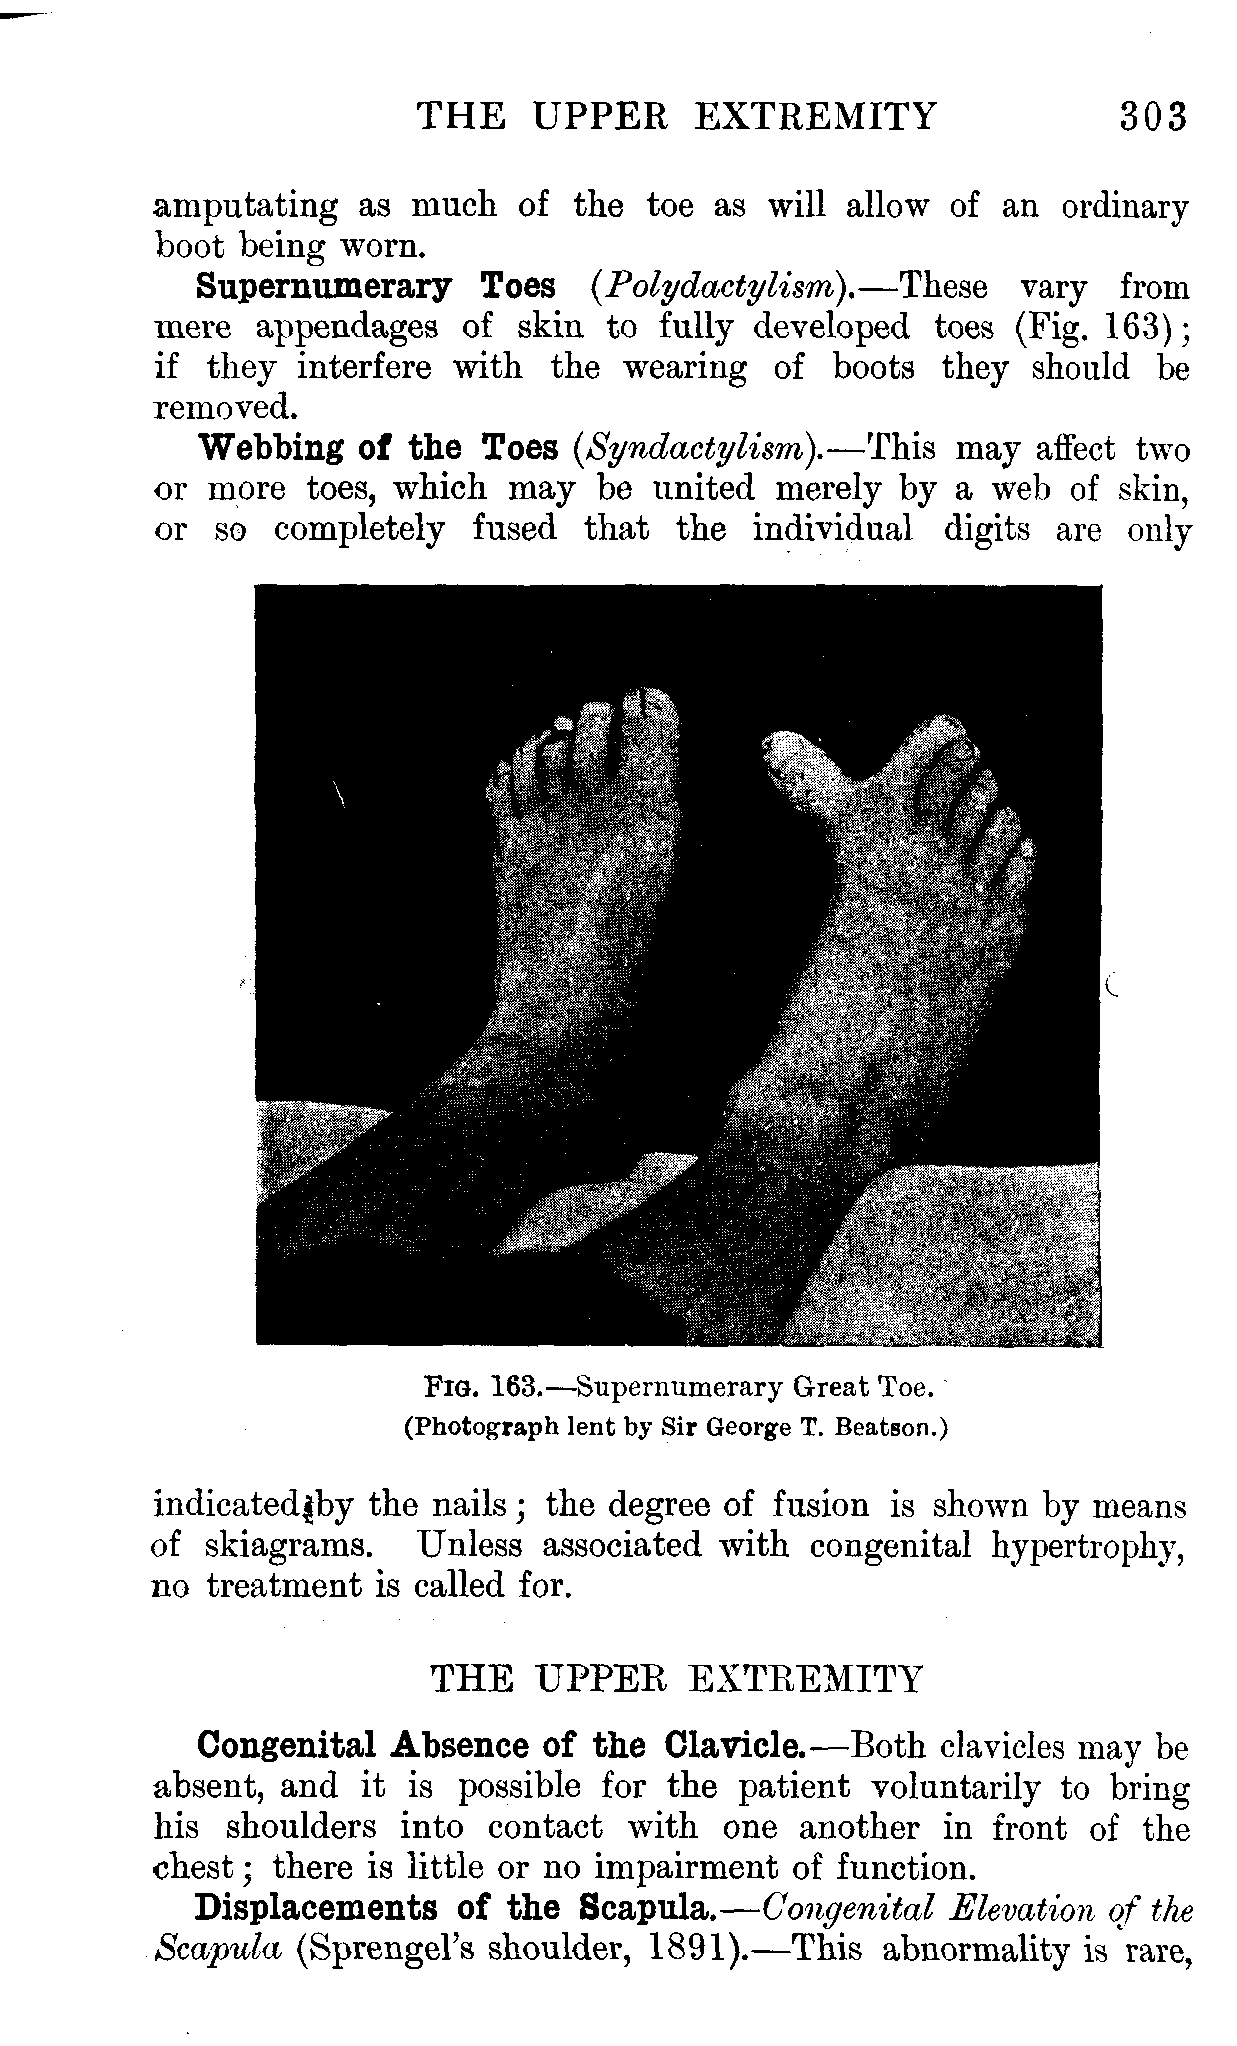 THE UPPER EXTREMITY 303
amputating as much of the toe as will allow of an ordinary
boot being worn.
Supernumerary Toes (Polydactylism).—These vary from
mere appendages of skin to fully developed toes (Fig. 163);
if they interfere with the wearing of boots they should be
removed.
Webbing of the Toes (Syndactylism).—This may affect two
or more toes, which may be united merely by a web of skin,
or so completely fused that the individual digits are only
FIG. 163.—Supernumerary Great Toe.
(Photograph lent by Sir George T. Beatson.)
indicated by the nails; the degree of fusion is shown by means
of skiagrams. Unless associated with congenital hypertrophy,
no treatment is called for.
THE UPPER EXTREMITY
Congenital Absence of the Clavicle.—Both clavicles may be
absent, and it is possible for the patient voluntarily to bring
his shoulders into contact with one another in front of the
chest; there is little or no impairment of function.
Displacements of the Scapula.—Congenital Elevation of the
Scapula (Sprengel's shoulder, 1891).—This abnormality is rare,